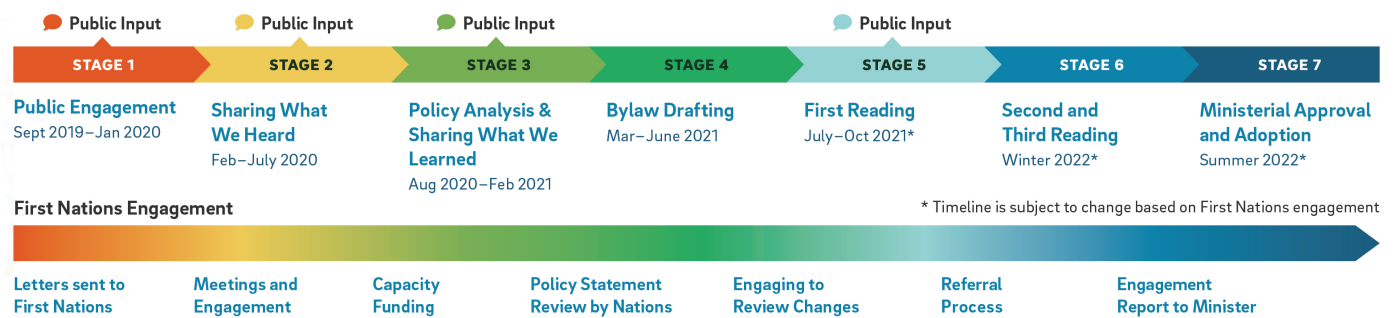 Public Input
Public Input
Public Input
Public Input
STAGE 1
STAGE 2
STAGE 3
STAGE 4
STAGE 5
STAGE 6
STAGE 7
Public Engagement
Sept 2019–Jan 2020
Sharing What
We Heard
Feb–July 2020
Policy Analysis &
Sharing What We
Learned
Aug 2020–Feb 2021
Bylaw Drafting
Mar–June 2021
First Reading
July–Oct 2021*
Second and
Third Reading
Winter 2022*
Ministerial Approval
and Adoption
Summer 2022*
First Nations Engagement
* Timeline is subject to change based on First Nations engagement
Letters sent to
First Nations
Meetings and
Engagement
Capacity
Funding
Policy Statement
Review by Nations
Engaging to
Review Changes
Referral
Process
Engagement
Report to Minister